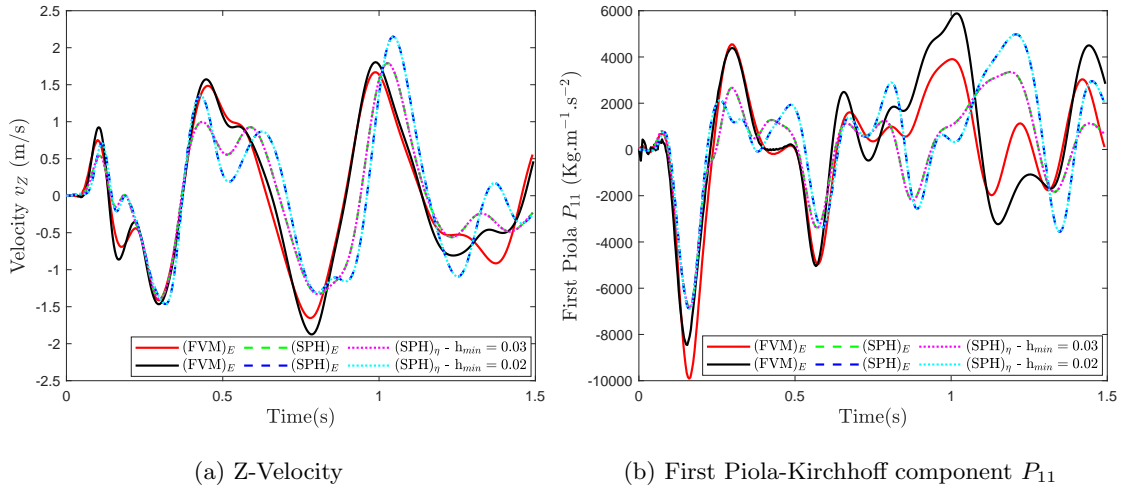 Velocity v_Z (m/s)
2.5
2
1.5
1
0.5
0
-0.5
-1
-1.5
-2
-2.5
(FVM)_E (SPH)_E (SPH)_η - h_min = 0.03
(FVM)_E (SPH)_E (SPH)_η - h_min = 0.02
0 0.5 1 1.5
Time(s)
(a) Z-Velocity
First Piola P_11 (Kg.m^−1.s^−2)
6000
4000
2000
0
-2000
-4000
-6000
-8000
-10000
(FVM)_E (SPH)_E (SPH)_η - h_min = 0.03
(FVM)_E (SPH)_E (SPH)_η - h_min = 0.02
0 0.5 1 1.5
Time(s)
(b) First Piola-Kirchhoff component P_11